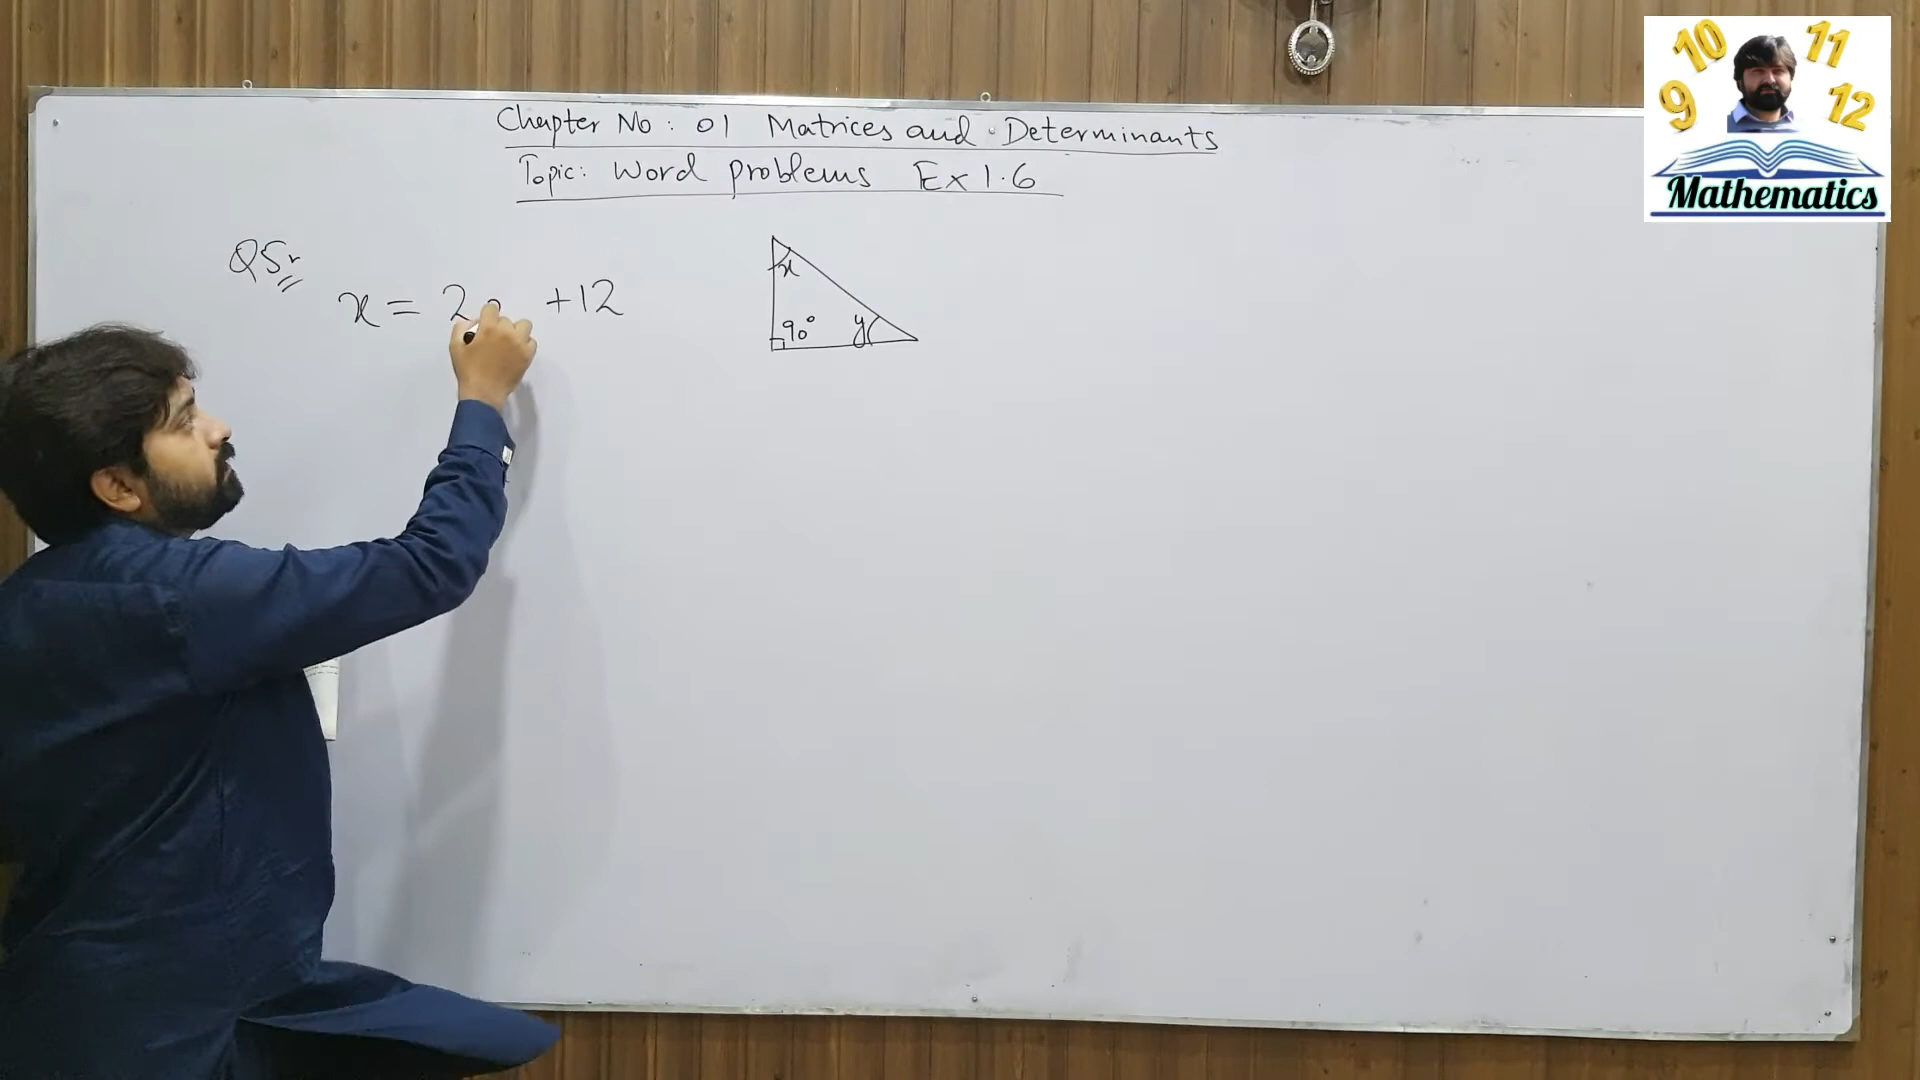 10 11
9 12
Mathematics
Chapter No : 01 Matrices and Determinants
Topic: Word problems Ex 1.6
Q5
x = 2 +12
x
90°
y